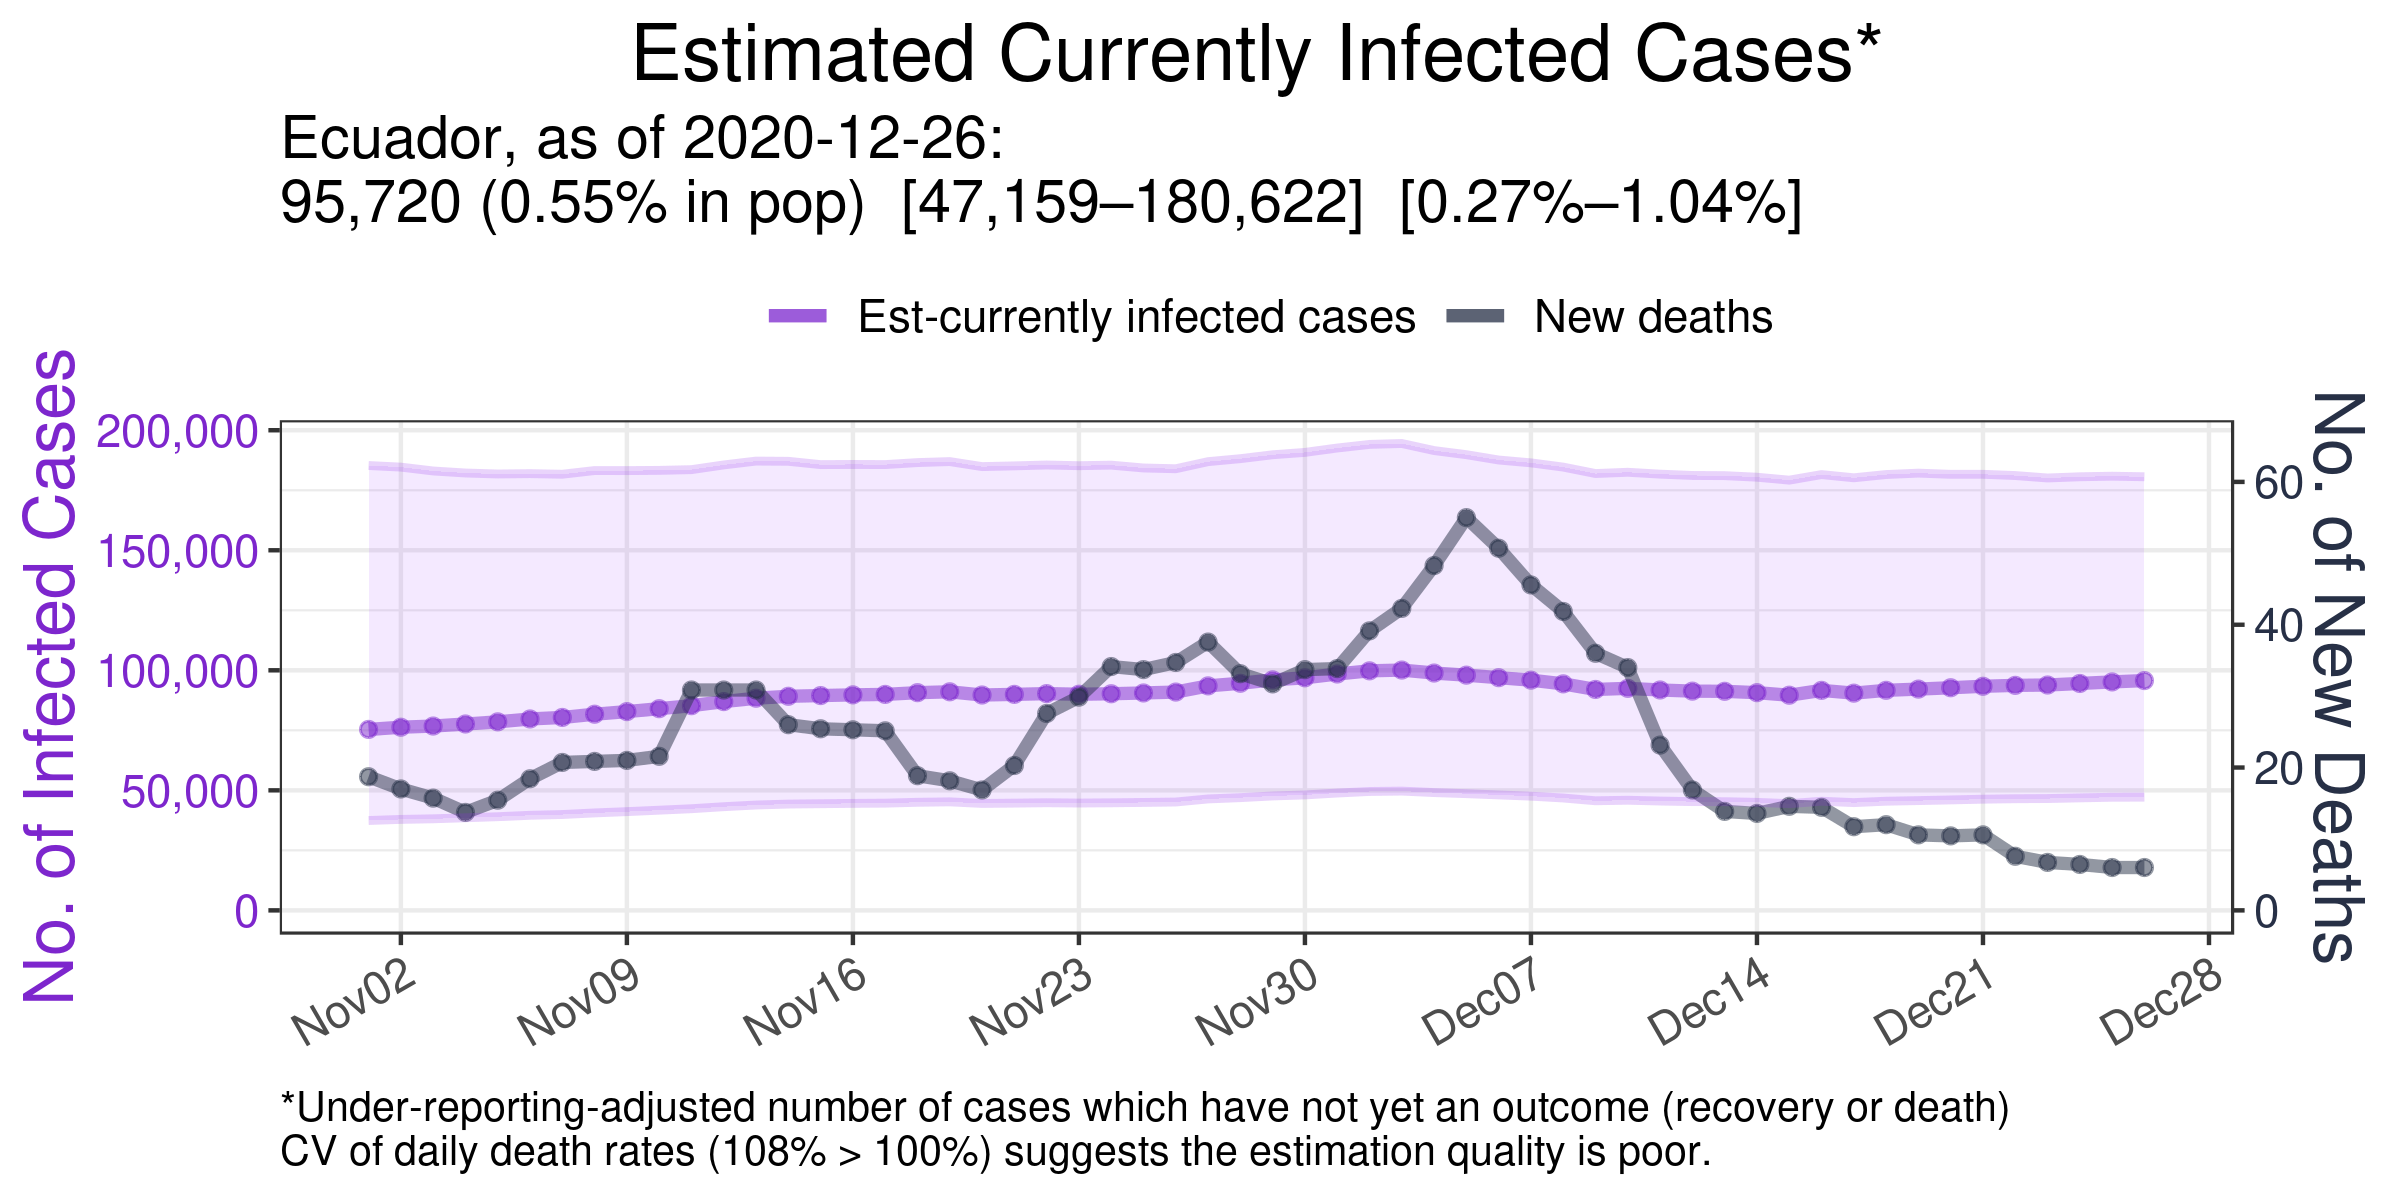 Estimated Currently Infected Cases*
Ecuador, as of 2020-12-26:
95,720 (0.55% in pop)  [47,159–180,622]  [0.27%–1.04%]
Est-currently infected cases
New deaths
No. of Infected Cases
200,000
150,000
100,000
50,000
0
60
40
20
0
No. of New Deaths
Nov02
Nov09
Nov16
Nov23
Nov30
Dec07
Dec14
Dec21
Dec28
*Under-reporting-adjusted number of cases which have not yet an outcome (recovery or death)
CV of daily death rates (108% > 100%) suggests the estimation quality is poor.